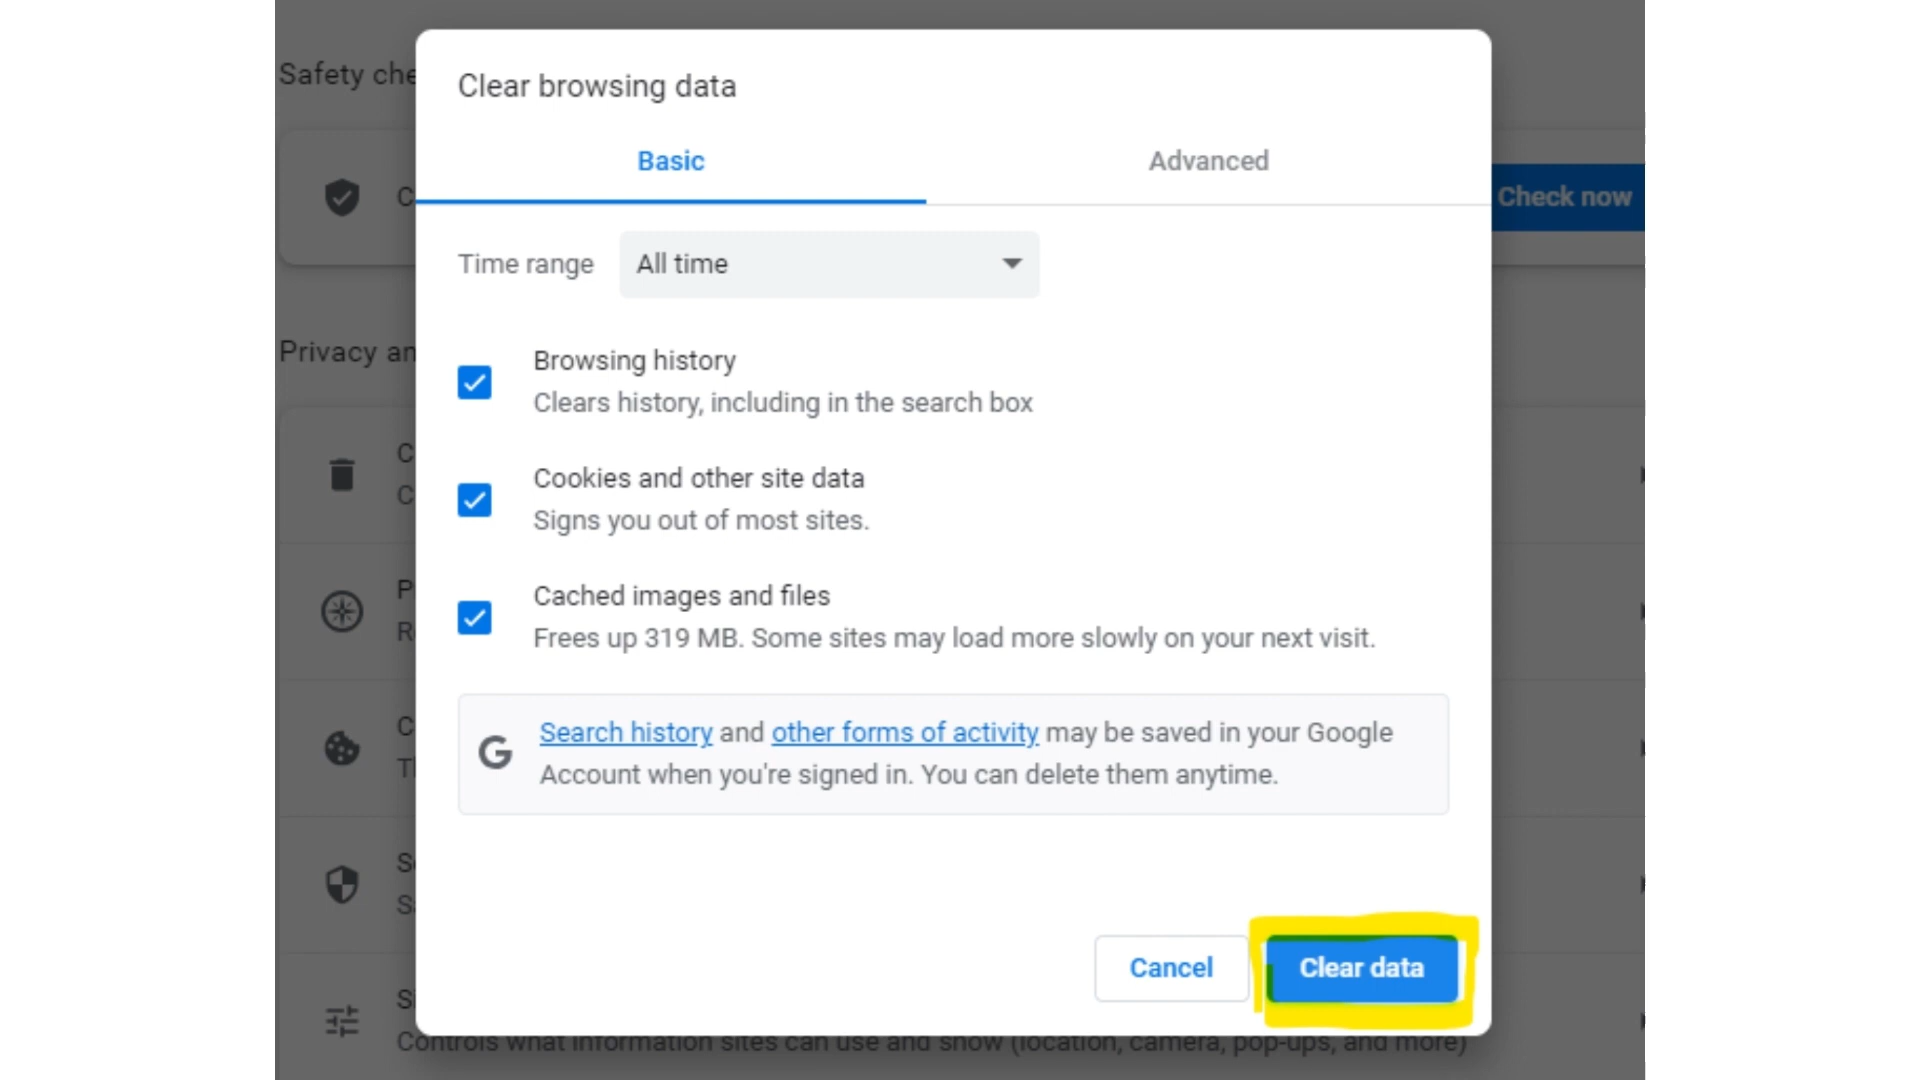 Safety
Clear browsing data
Basic
Advanced
Check now
Time range
All time
Privacy
Browsing history
Clears history, including in the search box
Cookies and other site data
Signs you out of most sites.
Cached images and files
Frees up 319 MB. Some sites may load more slowly on your next visit.
Search history and other forms of activity may be saved in your Google
Account when you're signed in. You can delete them anytime.
Cancel
Clear data
Controls what information sites can use and show (location, camera, pop-ups, and more)